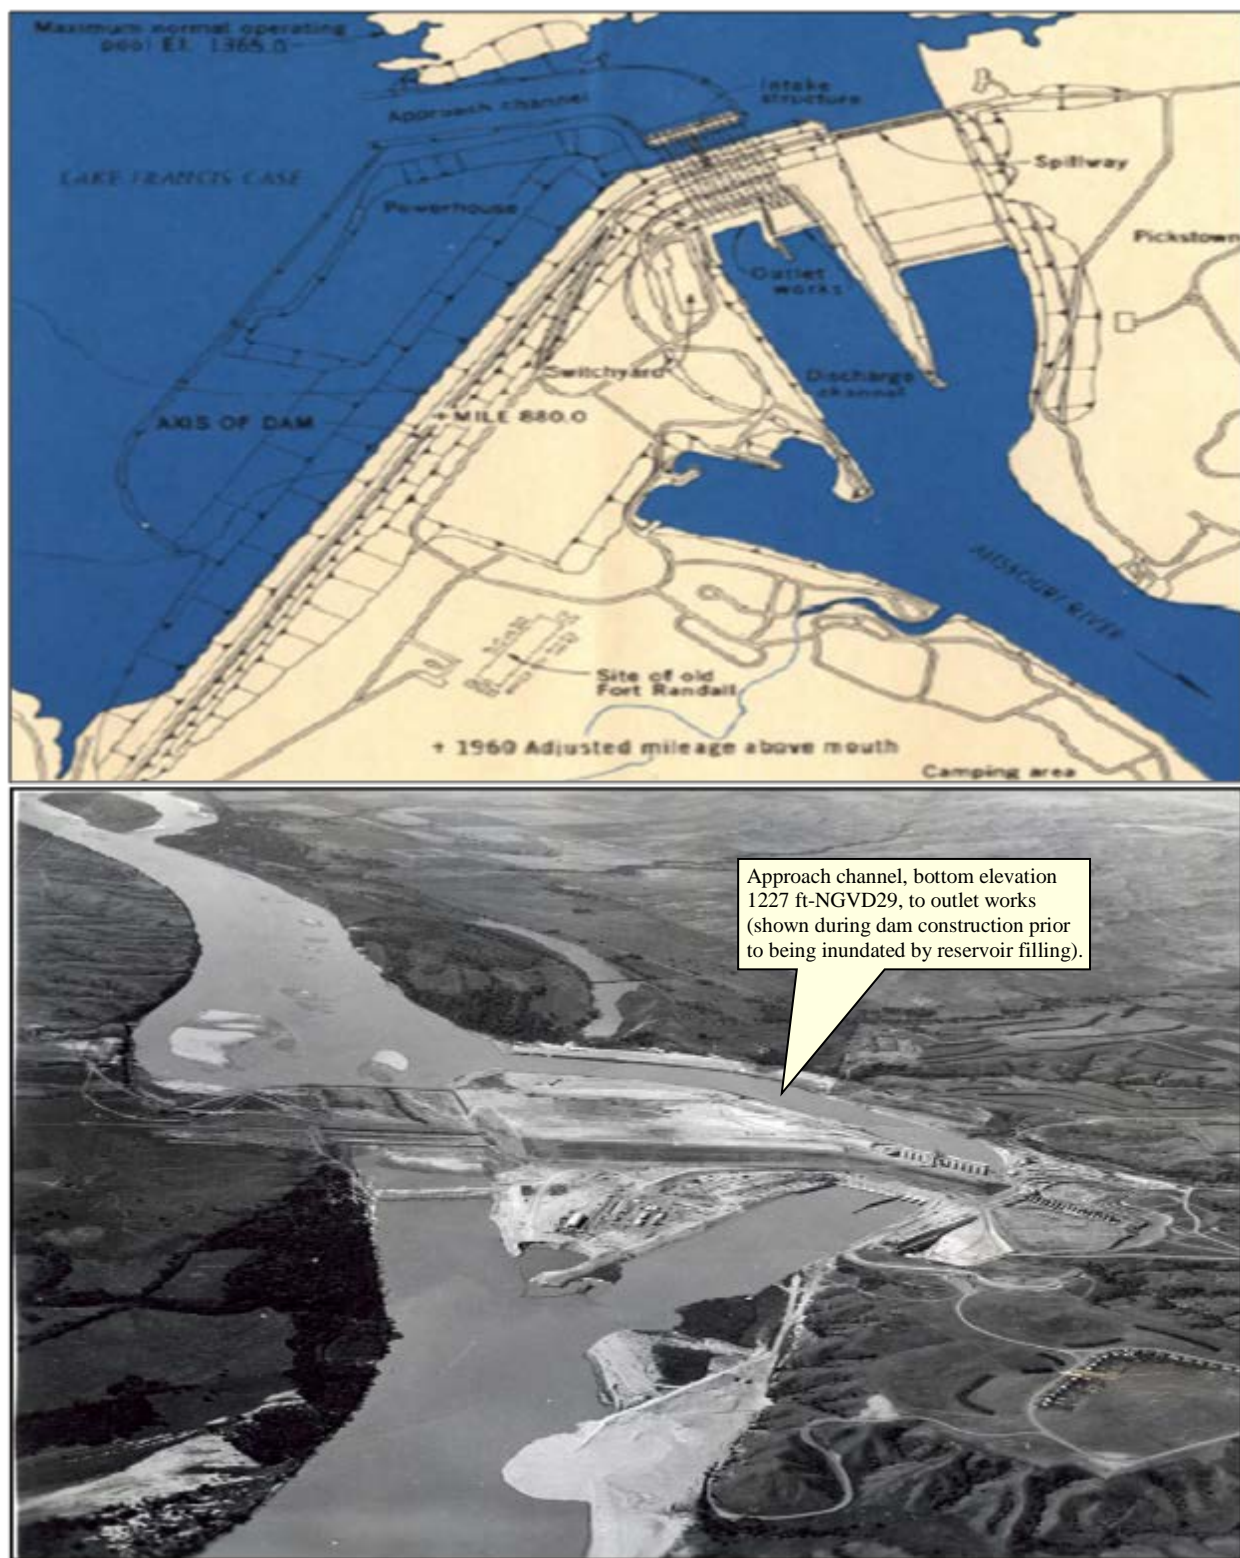 Maximum normal operating
pool El. 1365.0
Approach channel
Intake
structure
LAKE FRANCIS CASE
Powerhouse
Spillway
Pickstown
Outlet
works
Switchyard
Discharge
channel
AXIS OF DAM
+ MILE 880.0
MISSOURI RIVER
Site of old
Fort Randall
+ 1960 Adjusted mileage above mouth
Camping area
Approach channel, bottom elevation
1227 ft-NGVD29, to outlet works
(shown during dam construction prior
to being inundated by reservoir filling).